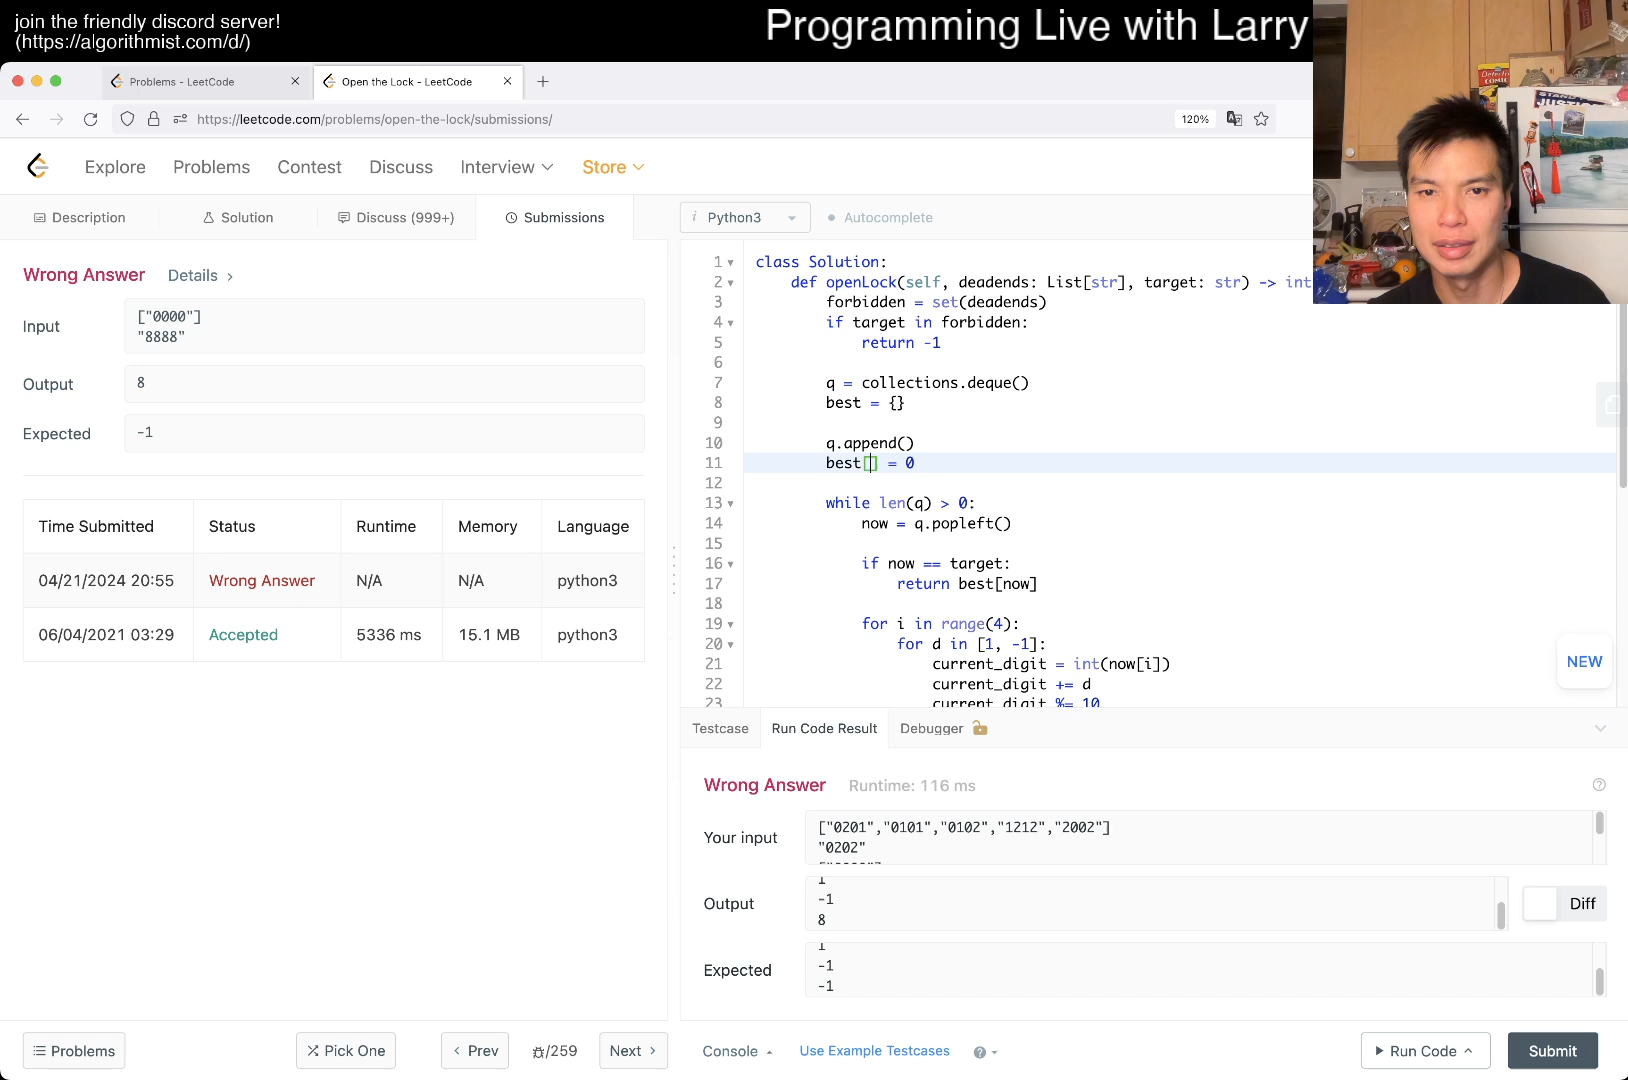 join the friendly discord server!
(https://algorithmist.com/d/)
Programming Live with Larry
Problems - LeetCode
Open the Lock - LeetCode
https://leetcode.com/problems/open-the-lock/submissions/
120%
Explore
Problems
Contest
Discuss
Interview
Store
Description
Solution
Discuss (999+)
Submissions
i Python3
Autocomplete
Wrong Answer
Details
Input
["0000"]
"8888"
Output
8
Expected
-1
Time Submitted
Status
Runtime
Memory
Language
04/21/2024 20:55
Wrong Answer
N/A
N/A
python3
06/04/2021 03:29
Accepted
5336 ms
15.1 MB
python3
1 class Solution:
2 def openLock(self, deadends: List[str], target: str) -> int
3 forbidden = set(deadends)
4 if target in forbidden:
5 return -1
6
7 q = collections.deque()
8 best = {}
9
10 q.append()
11 best[] = 0
12
13 while len(q) > 0:
14 now = q.popleft()
15
16 if now == target:
17 return best[now]
18
19 for i in range(4):
20 for d in [1, -1]:
21 current_digit = int(now[i])
22 current_digit += d
23 current_digit %= 10
NEW
Testcase
Run Code Result
Debugger
Wrong Answer
Runtime: 116 ms
Your input
["0201","0101","0102","1212","2002"]
"0202"
Output
1
-1
8
Diff
Expected
1
-1
-1
Problems
Pick One
Prev
/259
Next
Console
Use Example Testcases
Run Code
Submit